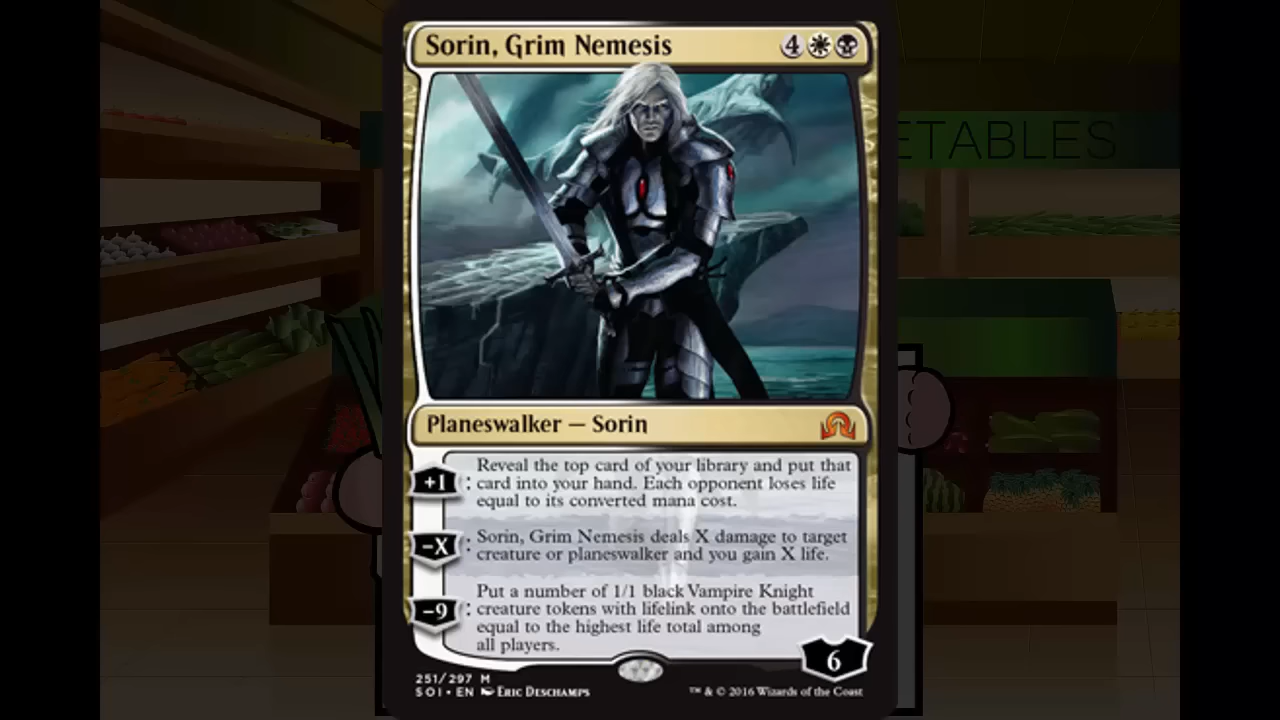 Sorin, Grim Nemesis 4
ETABLES
Planeswalker — Sorin
+1: Reveal the top card of your library and put that
card into your hand. Each opponent loses life
equal to its converted mana cost.
−X: Sorin, Grim Nemesis deals X damage to target
creature or planeswalker and you gain X life.
−9: Put a number of 1/1 black Vampire Knight
creature tokens with lifelink onto the battlefield
equal to the highest life total among
all players.
6
251/297 M
SOI • EN Eric Deschamps
™ & © 2016 Wizards of the Coast